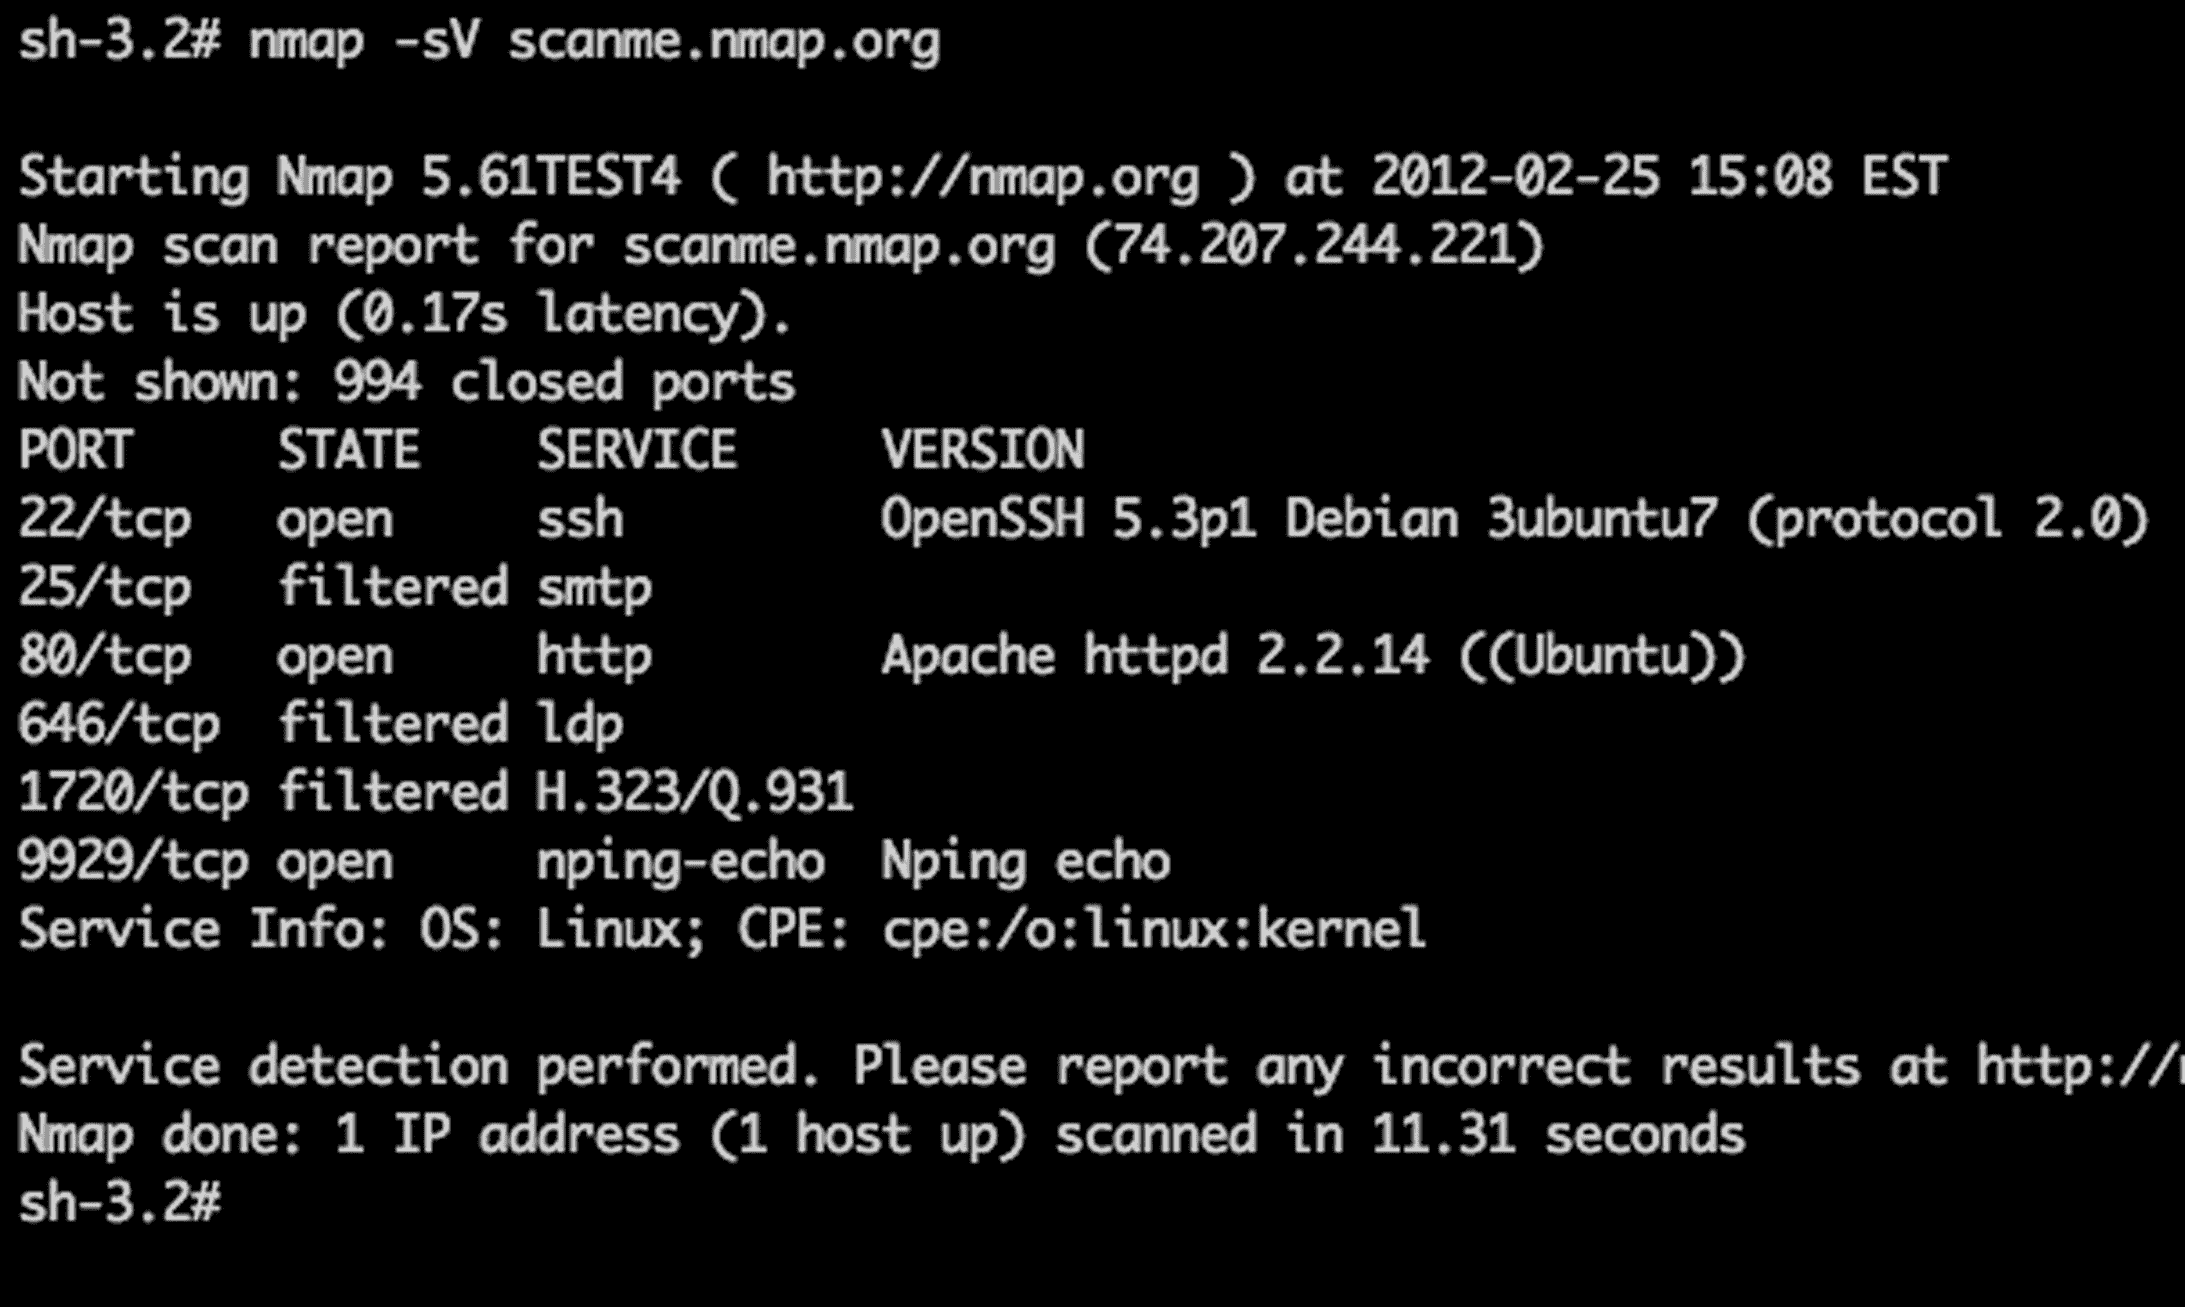 sh-3.2# nmap -sV scanme.nmap.org
Starting Nmap 5.61TEST4 ( http://nmap.org ) at 2012-02-25 15:08 EST
Nmap scan report for scanme.nmap.org (74.207.244.221)
Host is up (0.17s latency).
Not shown: 994 closed ports
PORT     STATE    SERVICE     VERSION
22/tcp   open     ssh         OpenSSH 5.3p1 Debian 3ubuntu7 (protocol 2.0)
25/tcp   filtered smtp
80/tcp   open     http        Apache httpd 2.2.14 ((Ubuntu))
646/tcp  filtered ldp
1720/tcp filtered H.323/Q.931
9929/tcp open     nping-echo  Nping echo
Service Info: OS: Linux; CPE: cpe:/o:linux:kernel
Service detection performed. Please report any incorrect results at http://
Nmap done: 1 IP address (1 host up) scanned in 11.31 seconds
sh-3.2#